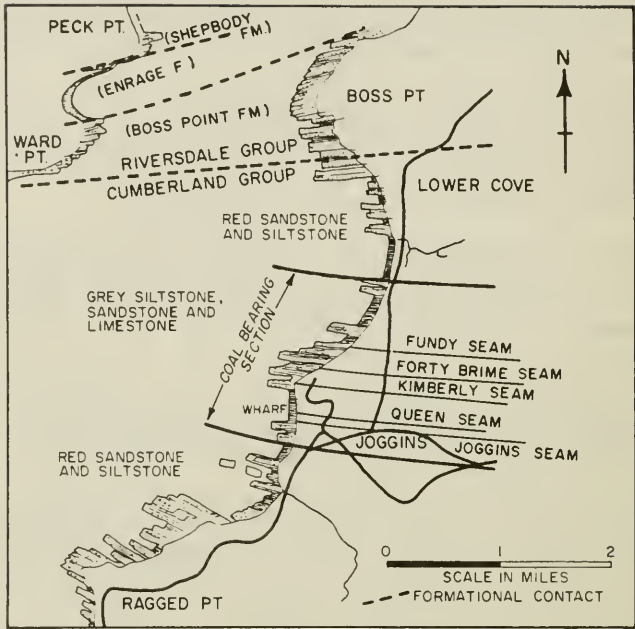 PECK PT.
(SHEPBODY
FM.)
(ENRAGE F)
N
BOSS PT
(BOSS POINT FM)
WARD
PT.
RIVERSDALE GROUP
CUMBERLAND GROUP
LOWER COVE
RED SANDSTONE
AND SILTSTONE
GREY SILTSTONE,
SANDSTONE AND
LIMESTONE
COAL BEARING
SECTION
FUNDY SEAM
FORTY BRIME SEAM
KIMBERLY SEAM
WHARF
QUEEN SEAM
JOGGINS
JOGGINS SEAM
RED SANDSTONE
AND SILTSTONE
0 1 2
SCALE IN MILES
FORMATIONAL CONTACT
RAGGED PT